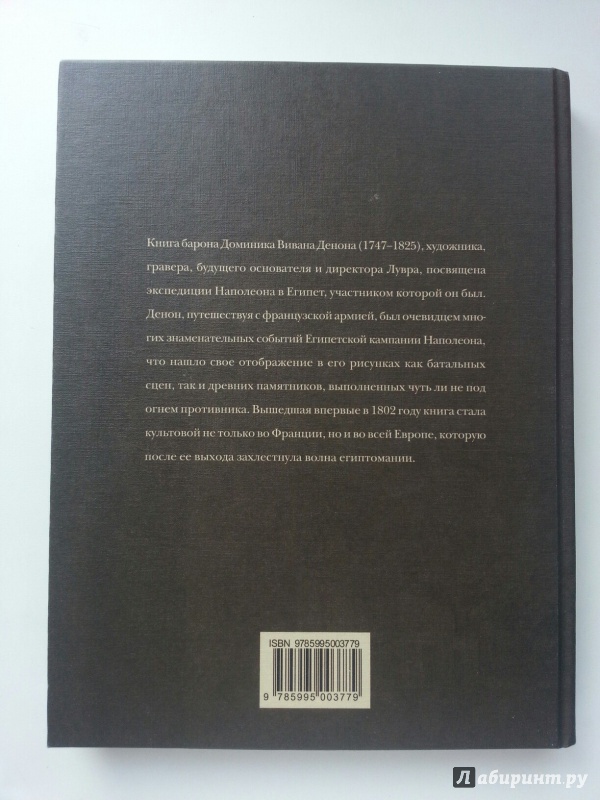 Книга барона Доминика Вивана Денона (1747–1825), художника,
гравера, будущего основателя и директора Лувра, посвящена
экспедиции Наполеона в Египет, участником которой он был.
Денон, путешествуя с французской армией, был очевидцем мно-
гих знаменательных событий Египетской кампании Наполеона,
что нашло свое отображение в его рисунках как батальных
сцен, так и древних памятников, выполненных чуть ли не под
огнем противника. Вышедшая впервые в 1802 году книга стала
культовой не только во Франции, но и во всей Европе, которую
после ее выхода захлестнула волна египтомании.
ISBN 9785995003779
9 785995 003779
лабиринт.ру